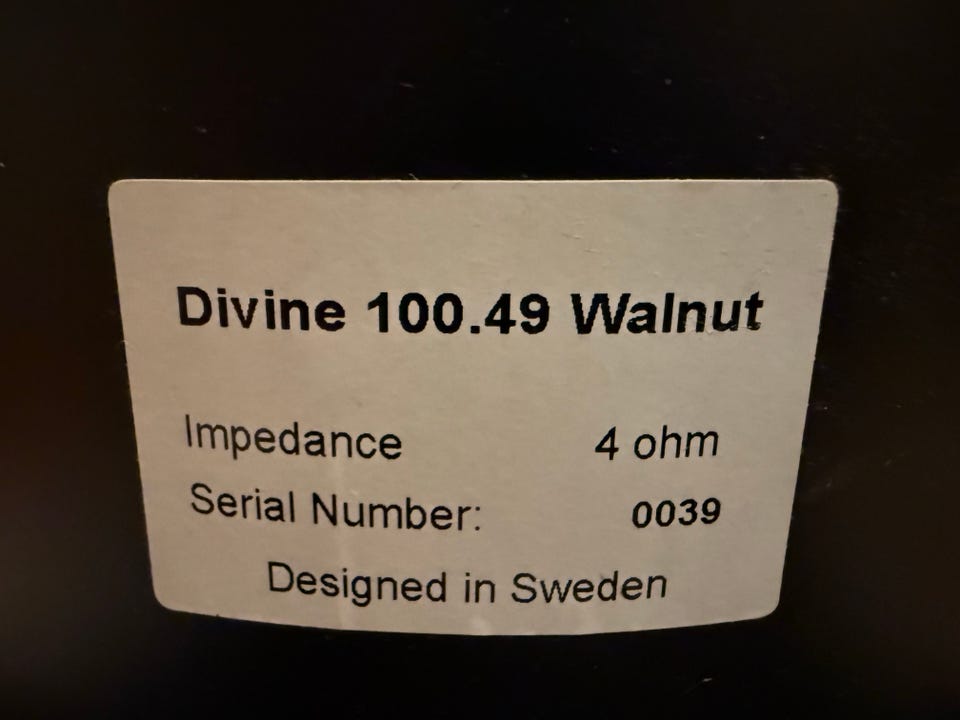 Divine 100.49 Walnut
Impedance 4 ohm
Serial Number: 0039
Designed in Sweden